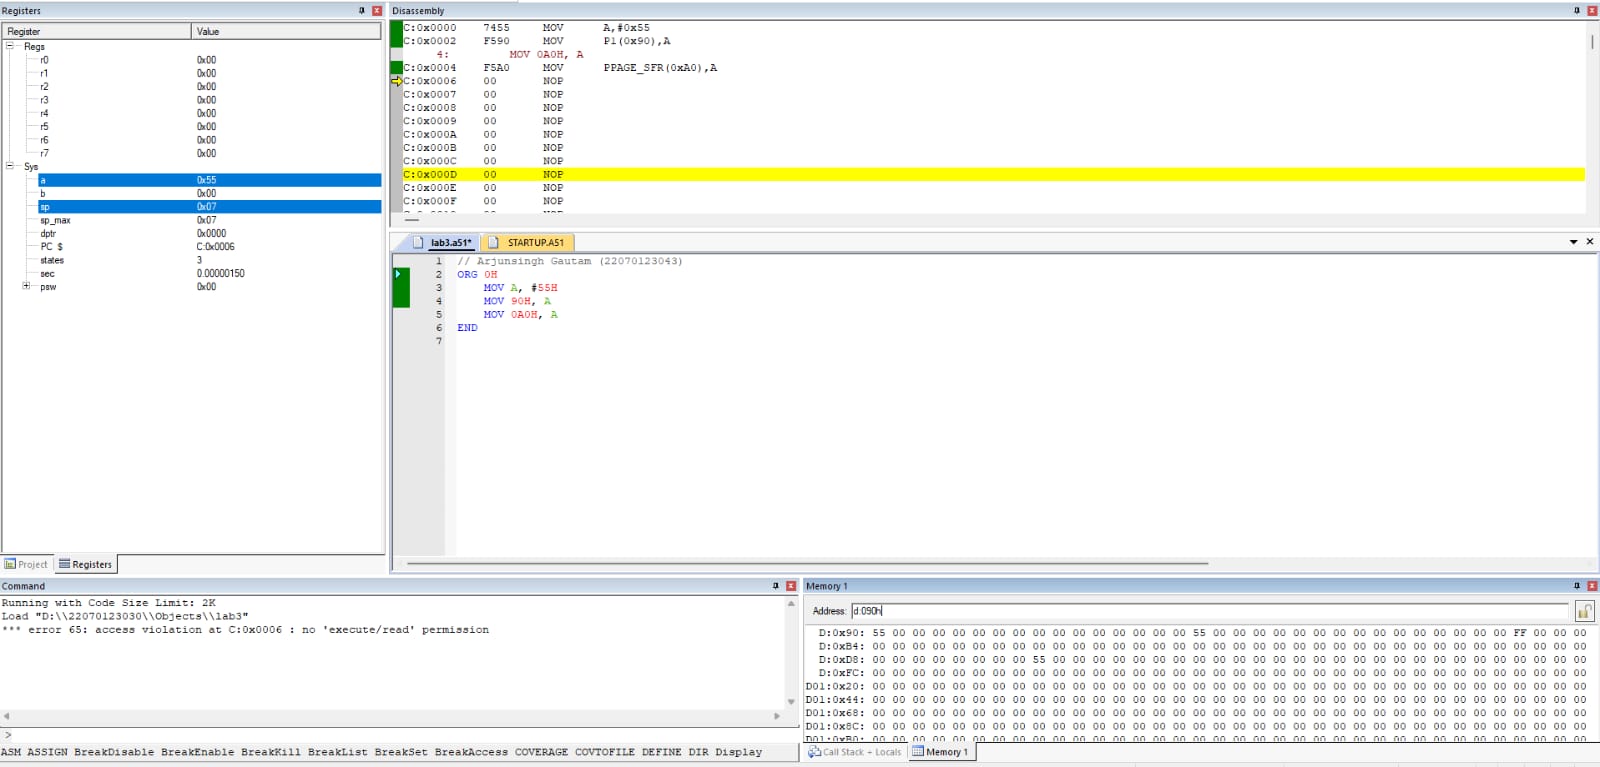 Registers
Register Value
Regs
r0 0x00
r1 0x00
r2 0x00
r3 0x00
r4 0x00
r5 0x00
r6 0x00
r7 0x00
Sys
a 0x55
b 0x00
sp 0x07
sp_max 0x07
dptr 0x0000
PC $ C:0x0006
states 3
sec 0.00000150
psw 0x00
Project Registers
Disassembly
C:0x0000 7455 MOV A,#0x55
C:0x0002 F590 MOV P1(0x90),A
4: MOV 0A0H, A
C:0x0004 F5A0 MOV PPAGE_SFR(0xA0),A
C:0x0006 00 NOP
C:0x0007 00 NOP
C:0x0008 00 NOP
C:0x0009 00 NOP
C:0x000A 00 NOP
C:0x000B 00 NOP
C:0x000C 00 NOP
C:0x000D 00 NOP
C:0x000E 00 NOP
C:0x000F 00 NOP
lab3.a51* STARTUP.A51
1 // Arjunsingh Gautam (22070123043)
2 ORG 0H
3 MOV A, #55H
4 MOV 90H, A
5 MOV 0A0H, A
6 END
7
Command
Running with Code Size Limit: 2K
Load "D:\\22070123030\\Objects\\lab3"
*** error 65: access violation at C:0x0006 : no 'execute/read' permission
>
ASM ASSIGN BreakDisable BreakEnable BreakKill BreakList BreakSet BreakAccess COVERAGE COVTOFILE DEFINE DIR Display
Memory 1
Address: d:090h
D:0x90: 55 00 00 00 00 00 00 00 00 00 00 00 00 00 00 00 55 00 00 00 00 00 00 00 00 00 00 00 00 00 00 00 FF 00 00 00
D:0xB4: 00 00 00 00 00 00 00 00 00 00 00 00 00 00 00 00 00 00 00 00 00 00 00 00 00 00 00 00 00 00 00 00 00 00 00 00
D:0xD8: 00 00 00 00 00 00 00 00 55 00 00 00 00 00 00 00 00 00 00 00 00 00 00 00 00 00 00 00 00 00 00 00 00 00 00 00
D:0xFC: 00 00 00 00 00 00 00 00 00 00 00 00 00 00 00 00 00 00 00 00 00 00 00 00 00 00 00 00 00 00 00 00 00 00 00 00
D01:0x20: 00 00 00 00 00 00 00 00 00 00 00 00 00 00 00 00 00 00 00 00 00 00 00 00 00 00 00 00 00 00 00 00 00 00 00 00
D01:0x44: 00 00 00 00 00 00 00 00 00 00 00 00 00 00 00 00 00 00 00 00 00 00 00 00 00 00 00 00 00 00 00 00 00 00 00 00
D01:0x68: 00 00 00 00 00 00 00 00 00 00 00 00 00 00 00 00 00 00 00 00 00 00 00 00 00 00 00 00 00 00 00 00 00 00 00 00
D01:0x8C: 00 00 00 00 00 00 00 00 00 00 00 00 00 00 00 00 00 00 00 00 00 00 00 00 00 00 00 00 00 00 00 00 00 00 00 00
Call Stack + Locals Memory 1